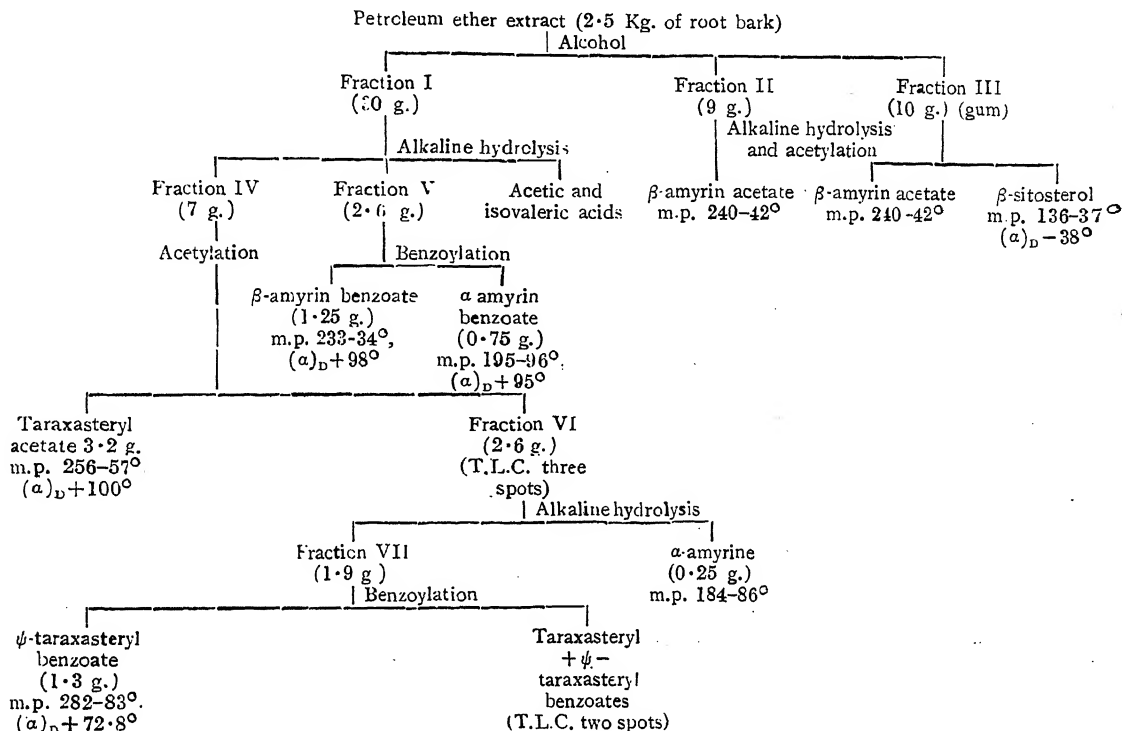 Petroleum ether extract (2·5 Kg. of root bark)
Alcohol
Fraction I
Fraction II
(9 g.)
Fraction III
(10 g.) (gum)
Alkaline hydrolysis
Alkaline hydrolysis
and acetylation
Fraction IV
(7 g.)
Fraction V
(2·6 g.)
Acetic and
isovaleric acids
β-amyrin acetate
m.p. 240–42°
β-amyrin acetate
m.p. 240-42°
β-sitosterol
m.p. 136-37°
(α)D−38°
Acetylation
Benzoylation
β-amyrin benzoate
(1·25 g.)
m.p. 233-34°,
(α)D+98°
α amyrin
benzoate
(0·75 g.)
m.p. 195-96°.
(α)D+95°
Taraxasteryl
acetate 3·2 g.
m.p. 256–57°
(α)D+100°
Fraction VI
(2·6 g.)
(T.L.C. three
spots)
Alkaline hydrolysis
Fraction VII
(1·9 g)
α-amyrine
(0·25 g.)
m.p. 184-86°
Benzoylation
ψ-taraxasteryl
benzoate
(1·3 g.)
m.p. 282-83°.
(α)D+72·8°
Taraxasteryl
+ψ−
taraxasteryl
benzoates
(T.L.C. two spots)